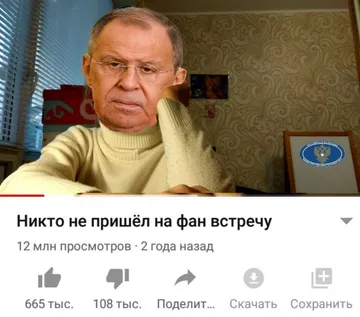 Никто не пришёл на фан встречу
12 млн просмотров · 2 года назад
665 тыс. 108 тыс. Поделит... Скачать Сохранить